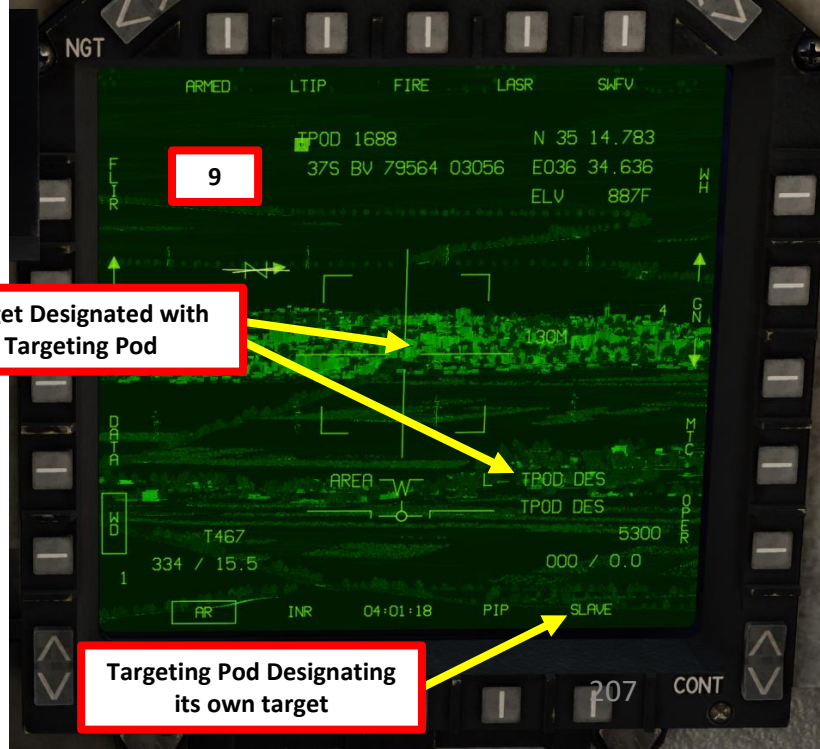 NGT
ARMED LTIP FIRE LASR SWFV
TPOD 1688 N 35 14.783
37S BV 79564 03056 E036 34.636
ELV 887F
FLIR
9
WH
N
4
GN
130M
get Designated with
Targeting Pod
DATA
MTC
AREA W L TPOD DES
TPOD DES
OPER
WD
T467 5300
334 / 15.5 000 / 0.0
1
AR INR 04:01:18 PIP SLAVE
Targeting Pod Designating
its own target
207 CONT